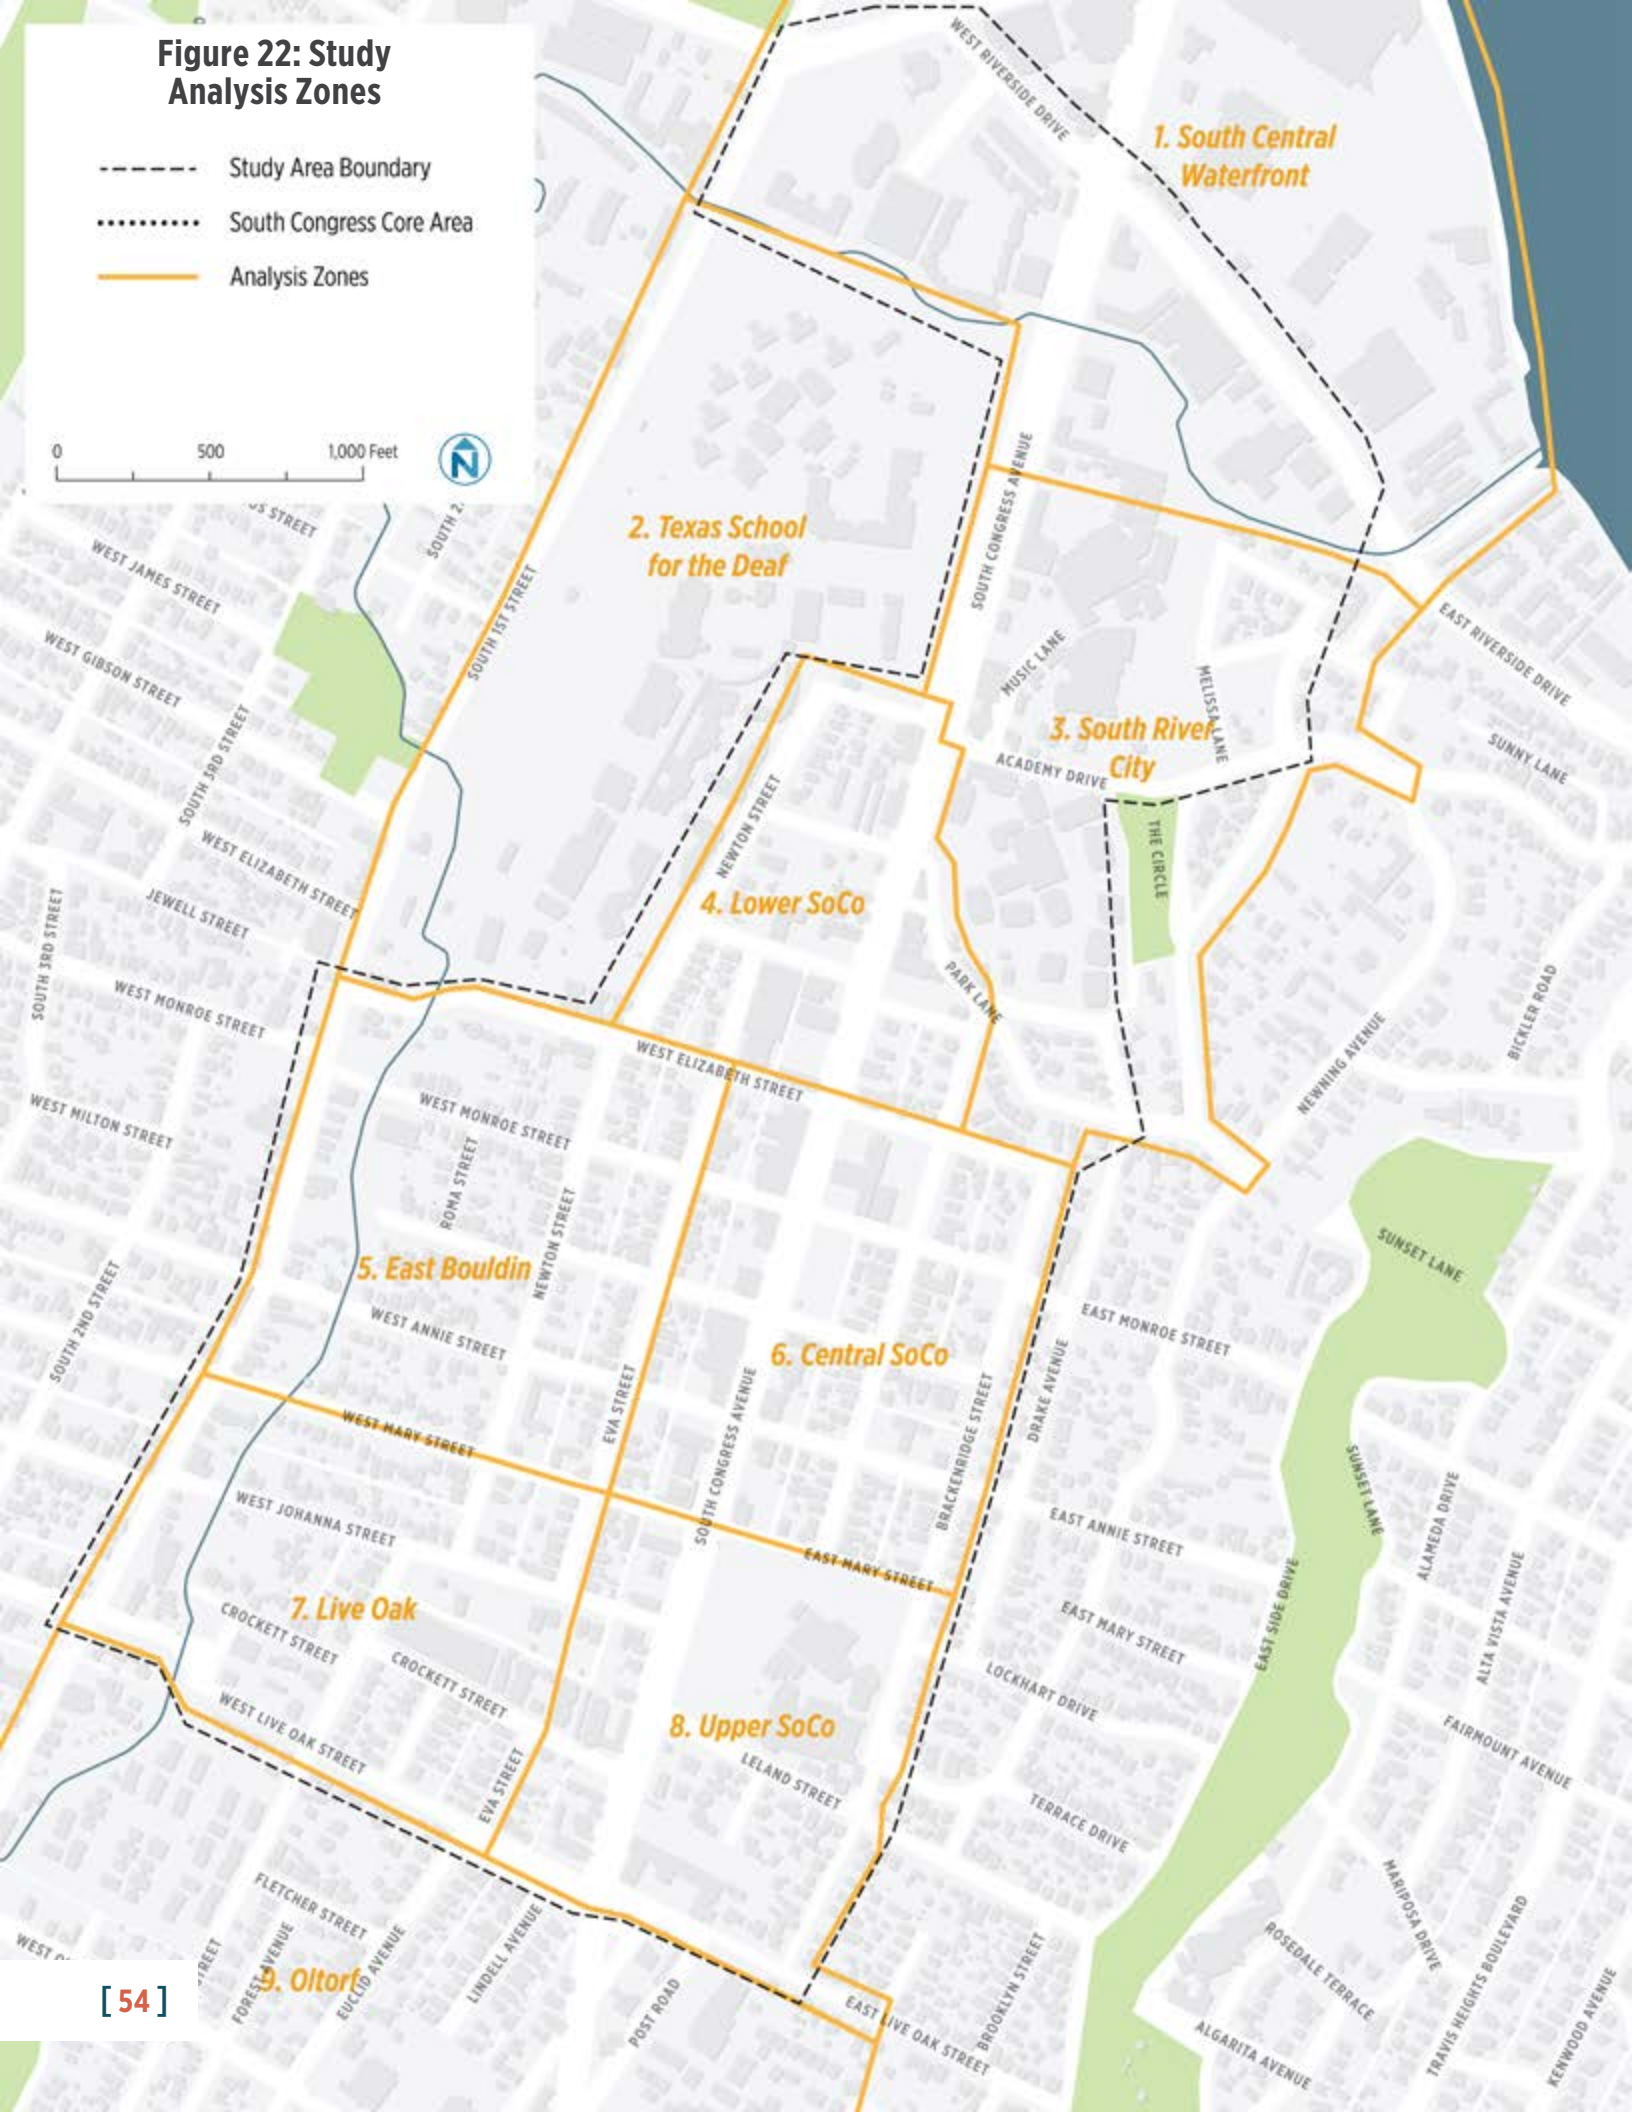 Figure 22: Study
Analysis Zones
Study Area Boundary
South Congress Core Area
Analysis Zones
0 500 1,000 Feet
N
WEST RIVERSIDE DRIVE
1. South Central
Waterfront
STREET
SOUTH
WEST JAMES STREET
WEST GIBSON STREET
SOUTH 3RD STREET
SOUTH 1ST STREET
2. Texas School
for the Deaf
SOUTH CONGRESS AVENUE
MUSIC LANE
MELISSA LANE
EAST RIVERSIDE DRIVE
SUNNY LANE
3. South River
City
ACADEMY DRIVE
THE CIRCLE
NEWTON STREET
4. Lower SoCo
PARK LANE
WEST ELIZABETH STREET
JEWELL STREET
SOUTH 3RD STREET
WEST MONROE STREET
WEST MILTON STREET
SOUTH 2ND STREET
BICKLER ROAD
NEWNING AVENUE
WEST ELIZABETH STREET
WEST MONROE STREET
ROMA STREET
NEWTON STREET
5. East Bouldin
WEST ANNIE STREET
EVA STREET
6. Central SoCo
SOUTH CONGRESS AVENUE
BRACKENRIDGE STREET
DRAKE AVENUE
EAST MONROE STREET
SUNSET LANE
SUNSET LANE
WEST MARY STREET
EAST MARY STREET
WEST JOHANNA STREET
EAST ANNIE STREET
EAST MARY STREET
EAST SIDE DRIVE
ALAMEDA DRIVE
ALTA VISTA AVENUE
7. Live Oak
CROCKETT STREET
CROCKETT STREET
WEST LIVE OAK STREET
EVA STREET
8. Upper SoCo
LELAND STREET
LOCKHART DRIVE
TERRACE DRIVE
FAIRMOUNT AVENUE
MARIPOSA DRIVE
ROSEDALE TERRACE
TRAVIS HEIGHTS BOULEVARD
KENWOOD AVENUE
ALGARITA AVENUE
FLETCHER STREET
WEST
FOREST AVENUE
EUCLID AVENUE
9. Oltorf
LINDELL AVENUE
POST ROAD
BROOKLYN STREET
EAST LIVE OAK STREET
[ 54 ]